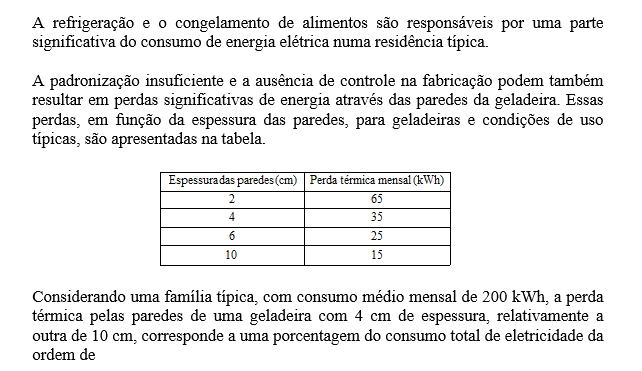 A refrigeração e o congelamento de alimentos são responsáveis por uma parte
significativa do consumo de energia elétrica numa residência típica.
A padronização insuficiente e a ausência de controle na fabricação podem também
resultar em perdas significativas de energia através das paredes da geladeira. Essas
perdas, em função da espessura das paredes, para geladeiras e condições de uso
típicas, são apresentadas na tabela.
Espessura das paredes (cm) Perda térmica mensal (kWh)
2 65
4 35
6 25
10 15
Considerando uma família típica, com consumo médio mensal de 200 kWh, a perda
térmica pelas paredes de uma geladeira com 4 cm de espessura, relativamente a
outra de 10 cm, corresponde a uma porcentagem do consumo total de eletricidade da
ordem de